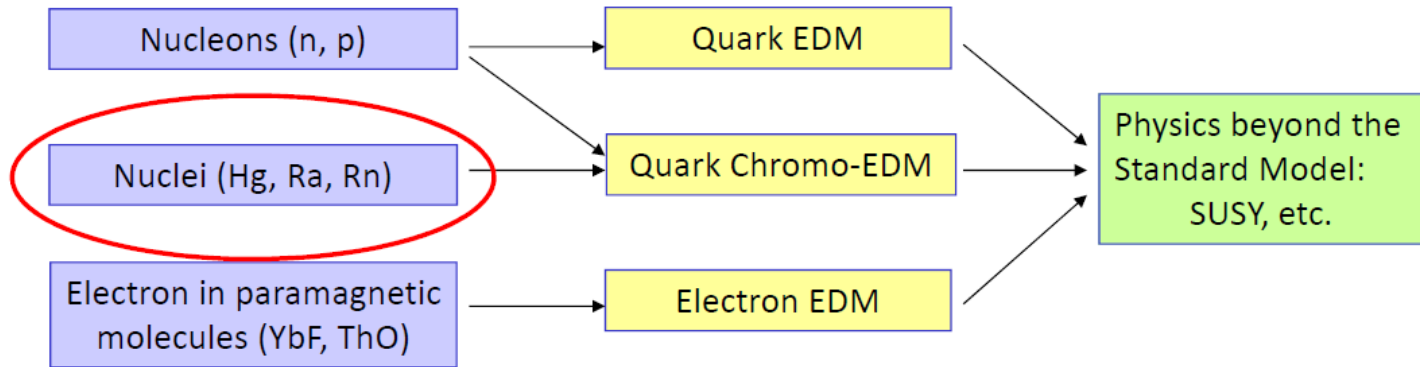 Nucleons (n, p)
Quark EDM
Nuclei (Hg, Ra, Rn)
Quark Chromo-EDM
Physics beyond the
Standard Model:
SUSY, etc.
Electron in paramagnetic
molecules (YbF, ThO)
Electron EDM